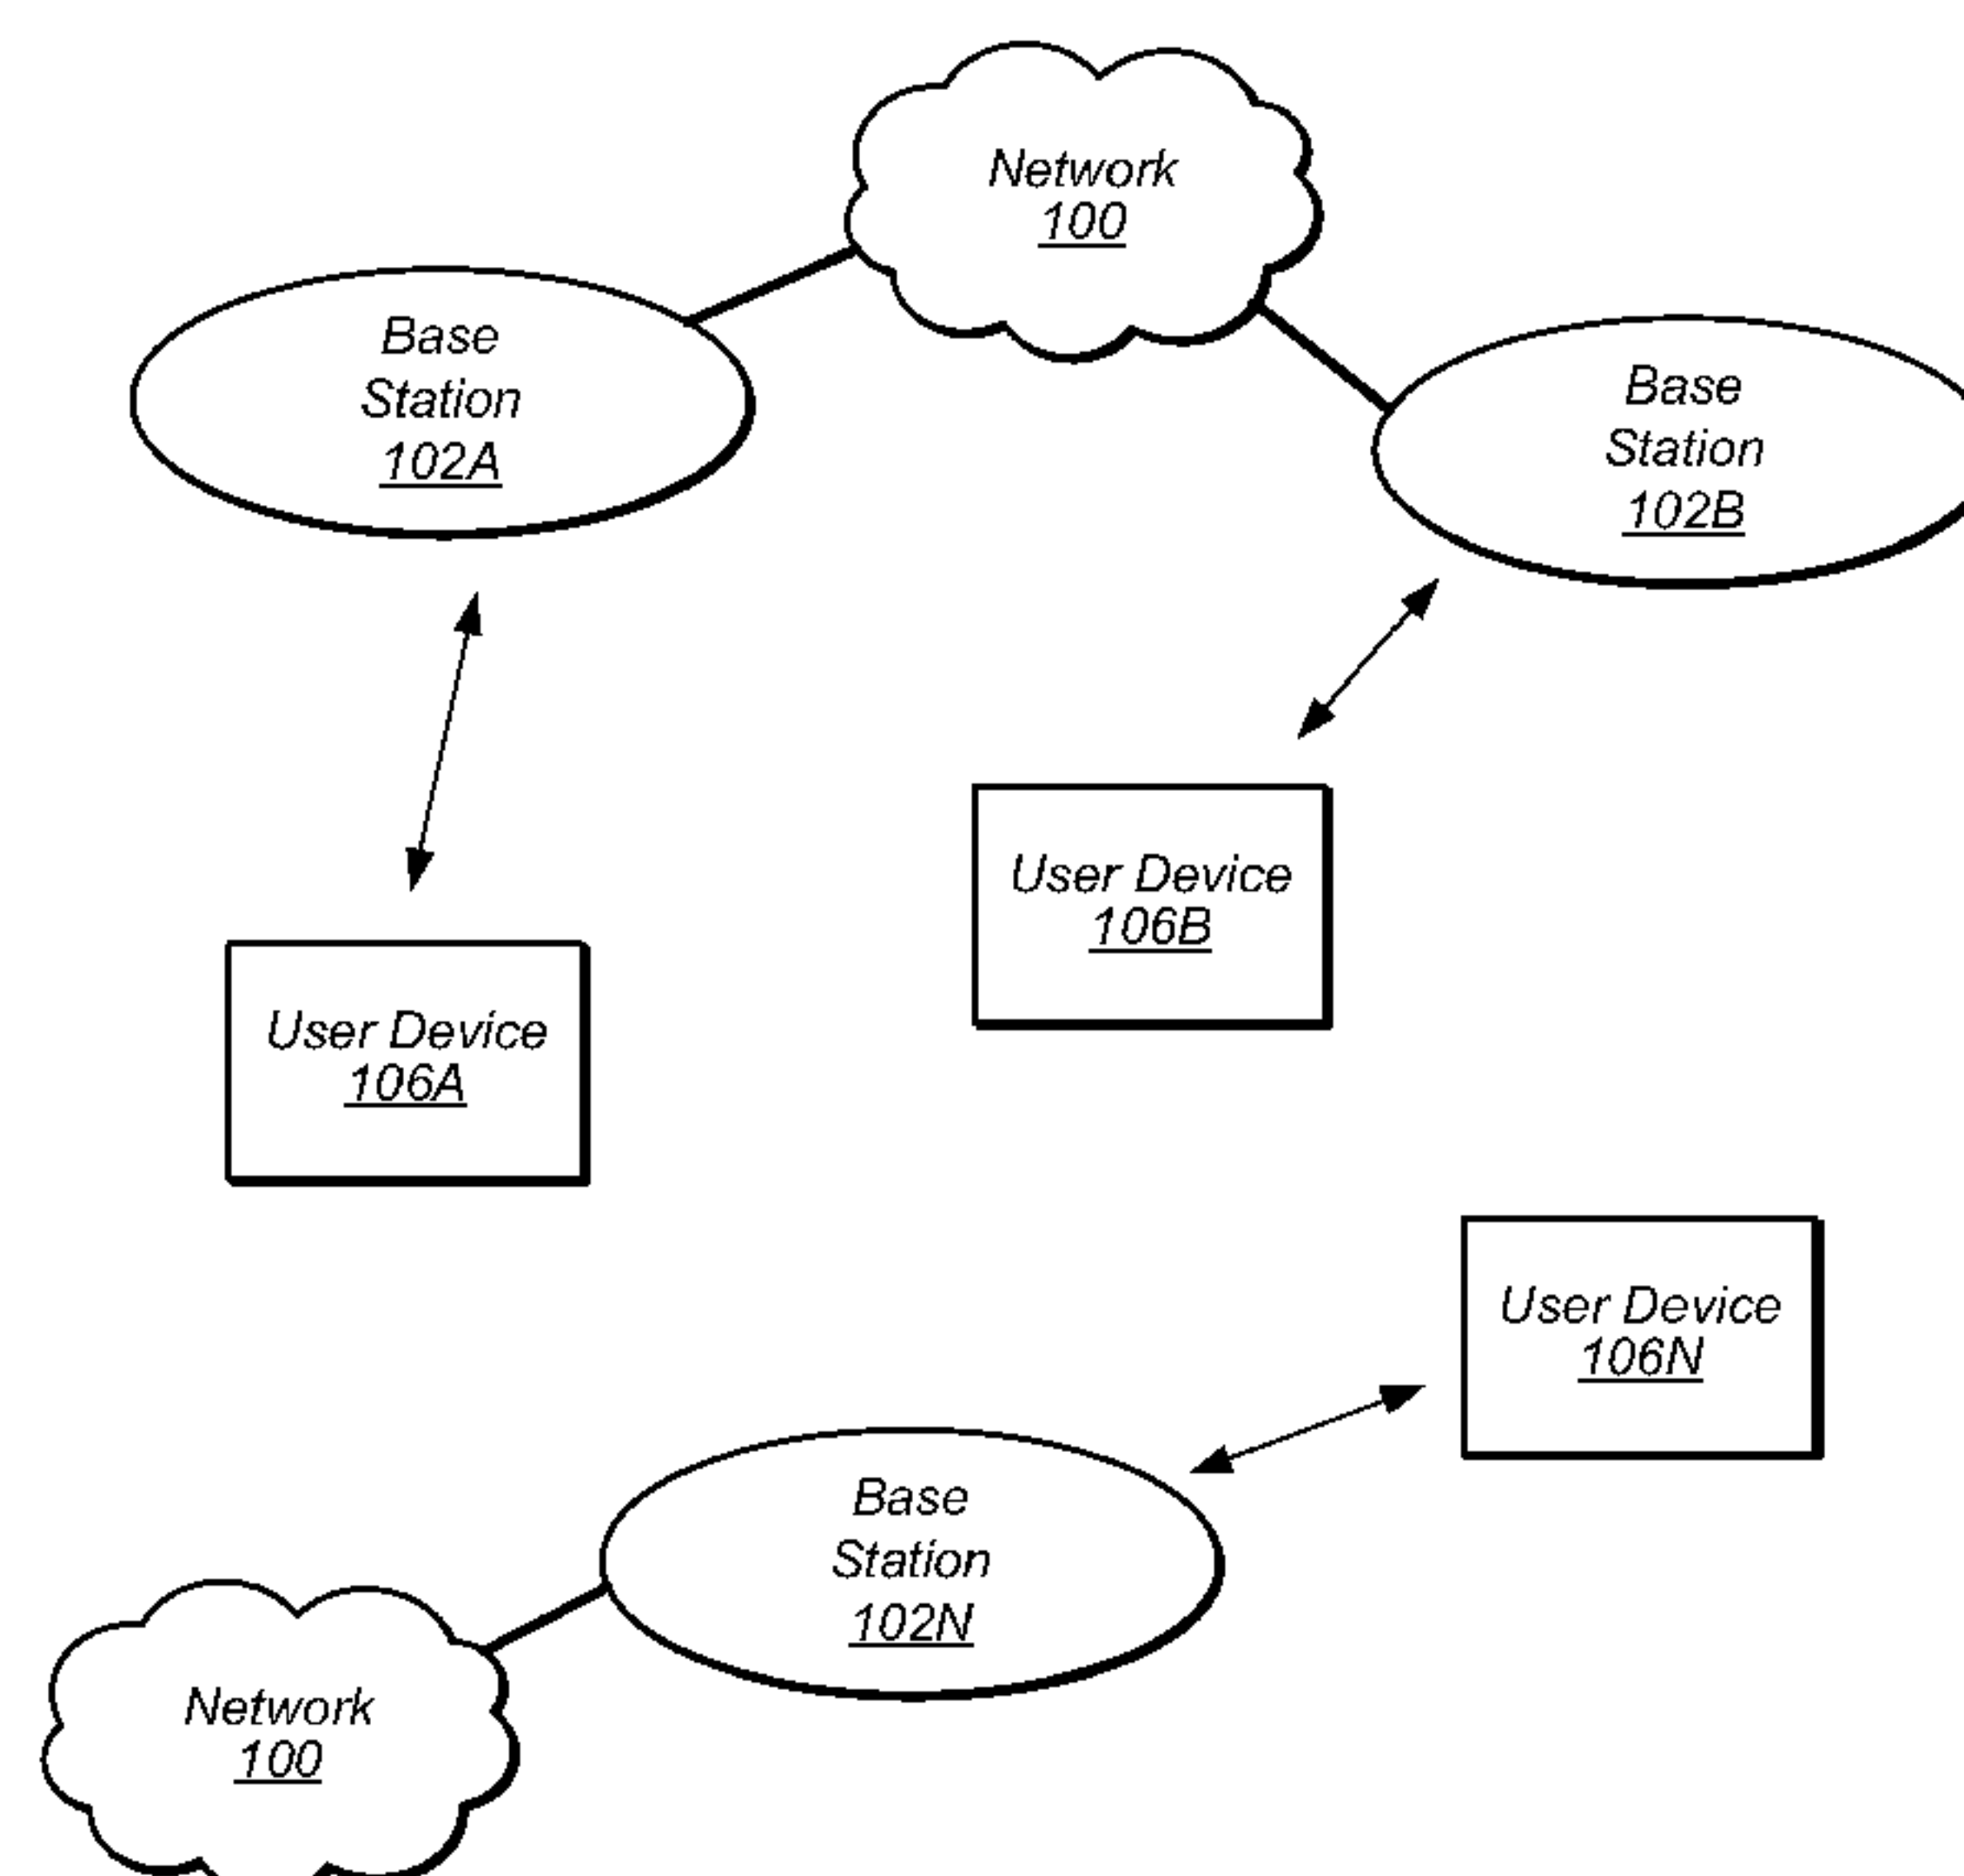 Network
100
Base
Station
102A
Base
Station
102B
User Device
106B
User Device
106A
User Device
106N
Base
Station
102N
Network
100